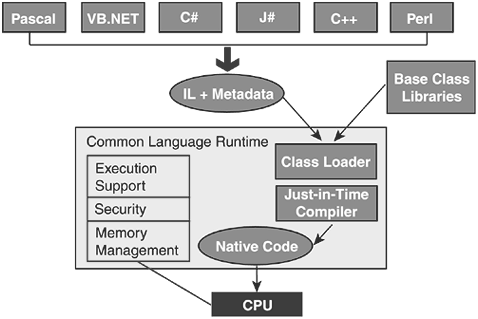 Pascal
VB.NET
C#
J#
C++
Perl
IL + Metadata
Base Class
Libraries
Common Language Runtime
Execution
Support
Security
Memory
Management
Class Loader
Just-in-Time
Compiler
Native Code
CPU